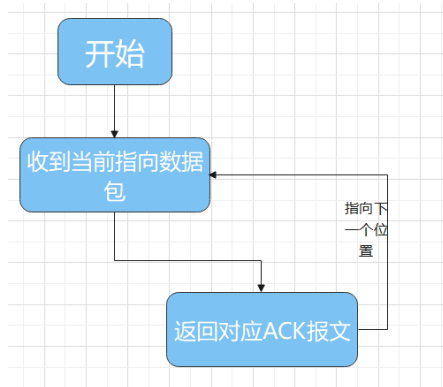 开始
收到当前指向数据
包
指向下
一个位
置
返回对应ACK报文